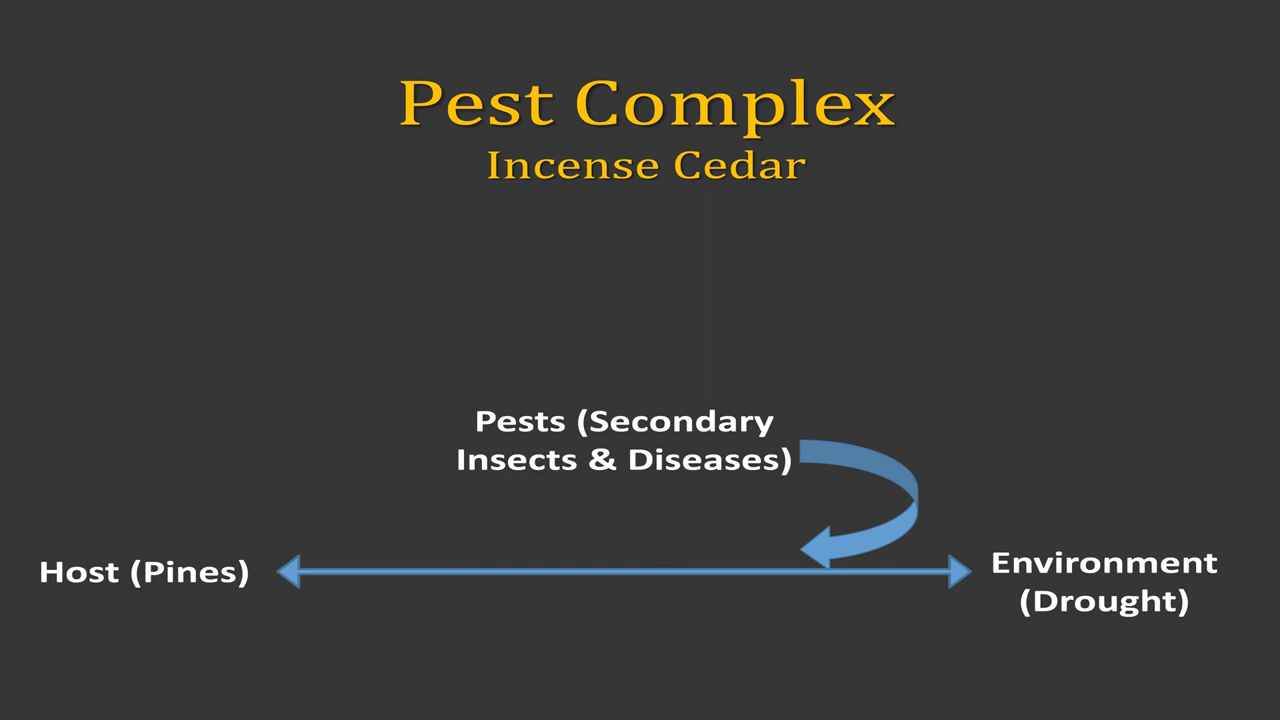 Pest Complex
Incense Cedar
Pests (Secondary
Insects & Diseases)
Host (Pines)
Environment
(Drought)